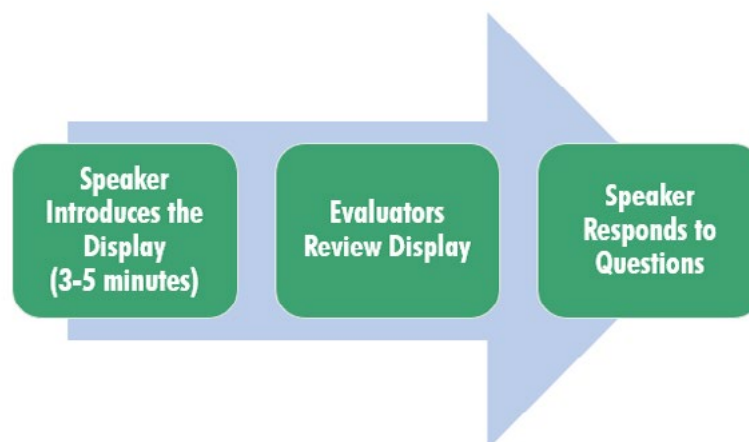 Speaker
Introduces the
Display
(3-5 minutes)
Evaluators
Review Display
Speaker
Responds to
Questions